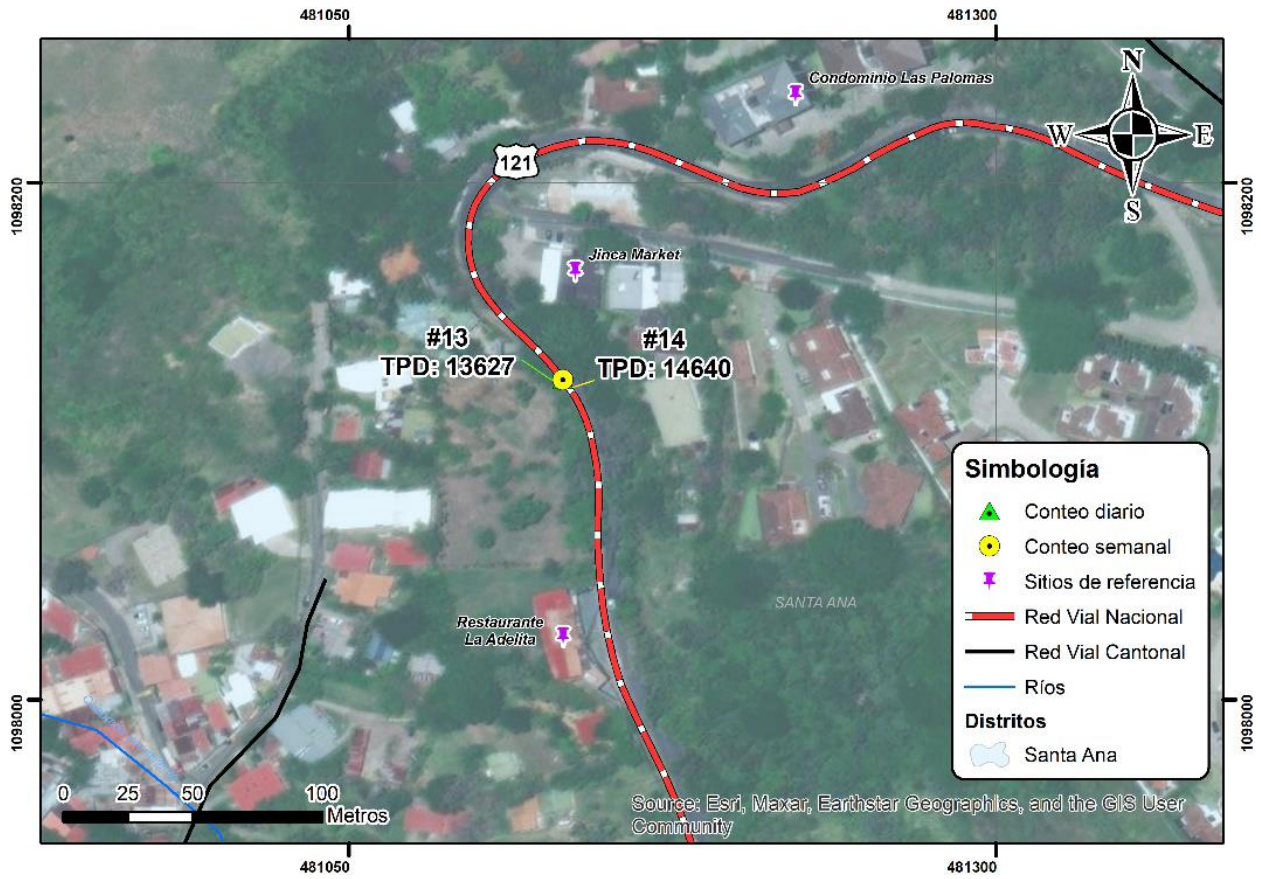 481050
481300
Condominio Las Palomas
N
W
E
S
121
1098200
1098200
Jinca Market
#13
TPD: 13627
#14
TPD: 14640
Simbología
Conteo diario
Conteo semanal
Sitios de referencia
Red Vial Nacional
Red Vial Cantonal
Ríos
Distritos
Santa Ana
SANTA ANA
Restaurante
La Adelita
1098000
1098000
0 25 50 100
Metros
Source: Esri, Maxar, Earthstar Geographics, and the GIS User
Community
481050
481300